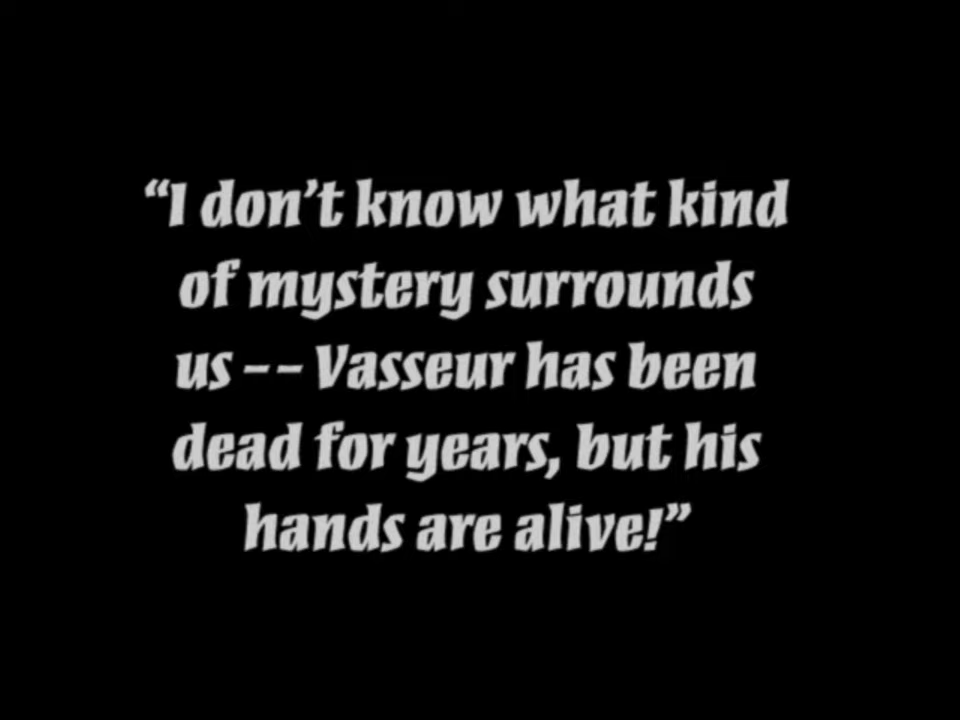 “I don’t know what kind
of mystery surrounds
us -- Vasseur has been
dead for years, but his
hands are alive!”